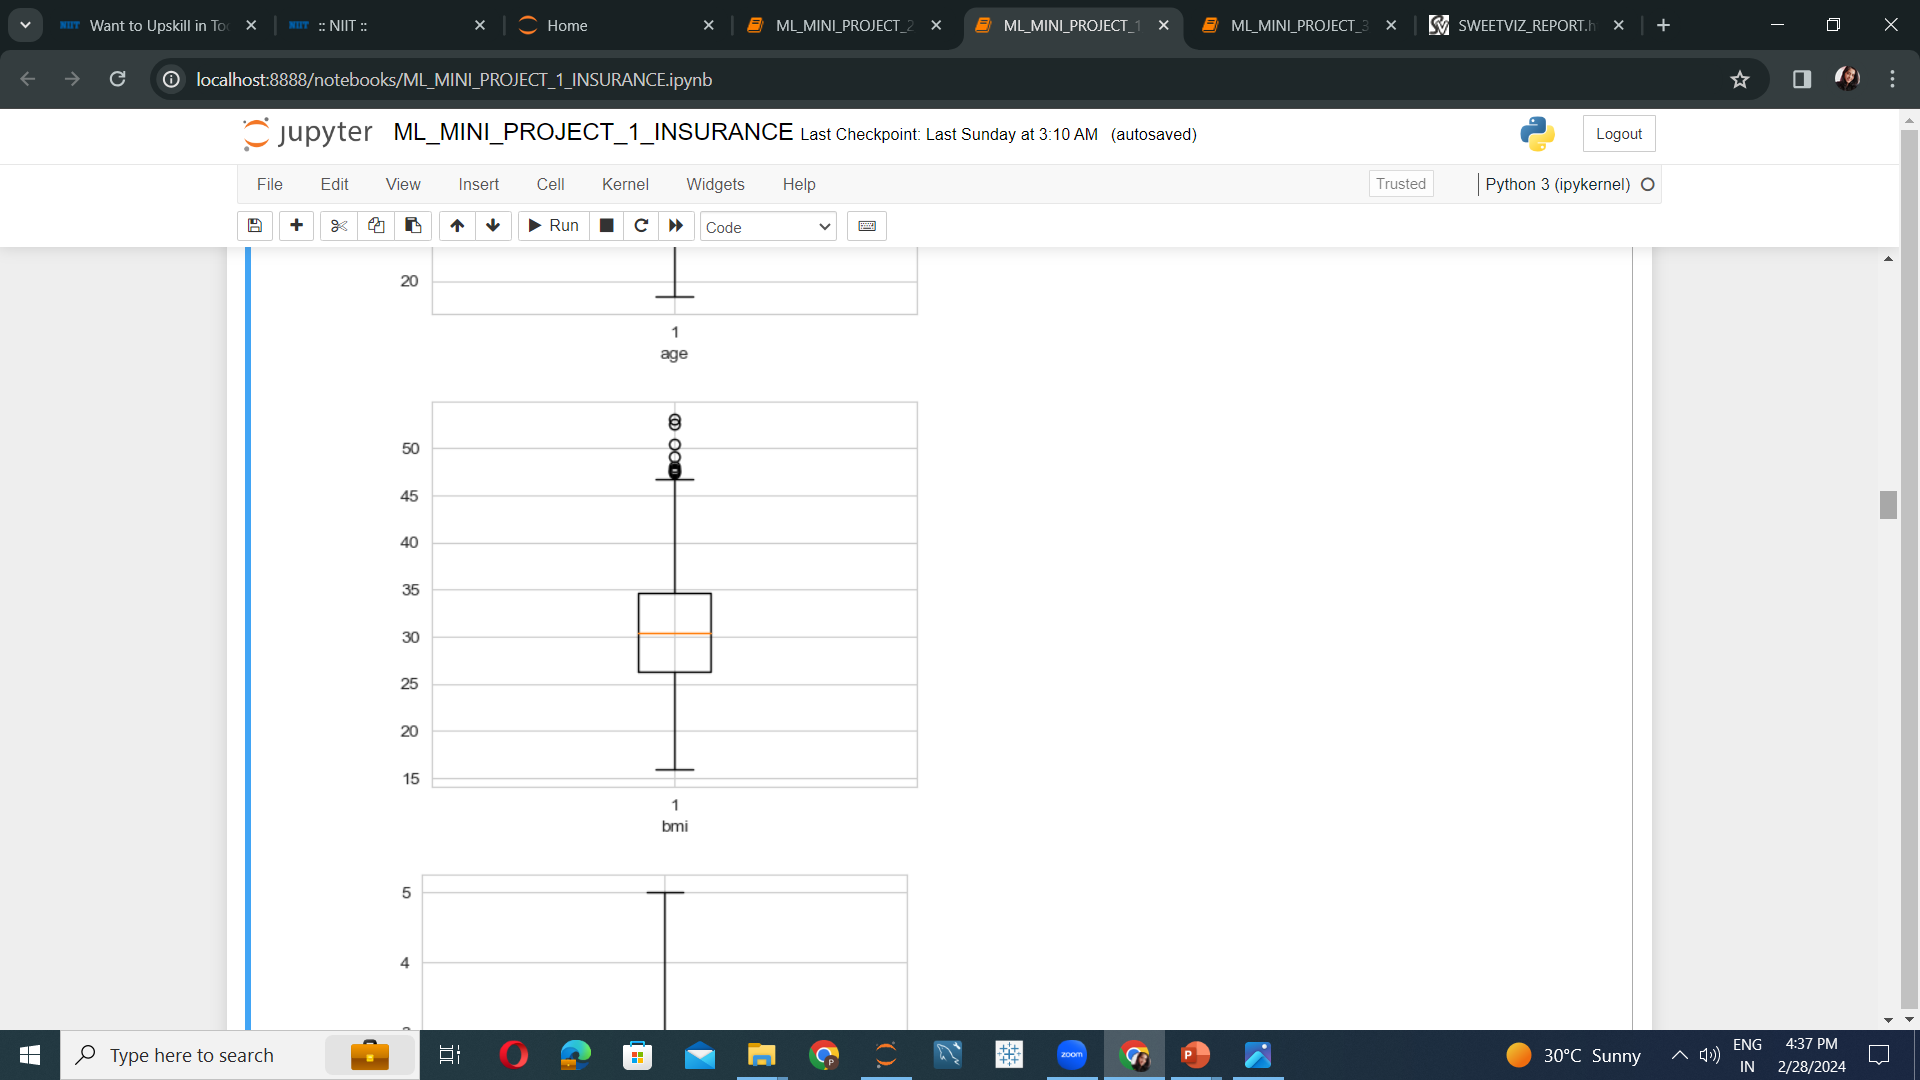 NIIT Want to Upskill in To
NIIT :: NIIT ::
Home
ML_MINI_PROJECT_2
ML_MINI_PROJECT_1
ML_MINI_PROJECT_3
SWEETVIZ_REPORT.h
localhost:8888/notebooks/ML_MINI_PROJECT_1_INSURANCE.ipynb
jupyter ML_MINI_PROJECT_1_INSURANCE Last Checkpoint: Last Sunday at 3:10 AM (autosaved)
Logout
File Edit View Insert Cell Kernel Widgets Help
Trusted
Python 3 (ipykernel)
Run
Code
20
1
age
50
45
40
35
30
25
20
15
1
bmi
5
4
Type here to search
zoom
30°C Sunny
ENG
IN
4:37 PM
2/28/2024